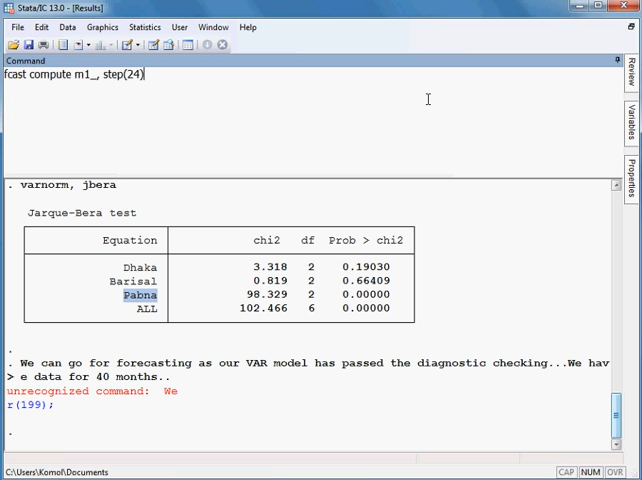 Stata/IC 13.0 - [Results]
File Edit Data Graphics Statistics User Window Help
Command
fcast compute m1_, step(24)
. varnorm, jbera
Jarque-Bera test
Equation chi2 df Prob > chi2
Dhaka 3.318 2 0.19030
Barisal 0.819 2 0.66409
Pabna 98.329 2 0.00000
ALL 102.466 6 0.00000
.
. We can go for forecasting as our VAR model has passed the diagnostic checking...We hav
> e data for 40 months..
unrecognized command:  We
r(199);
.
Review
Variables
Properties
C:\Users\Komol\Documents
CAP NUM OVR